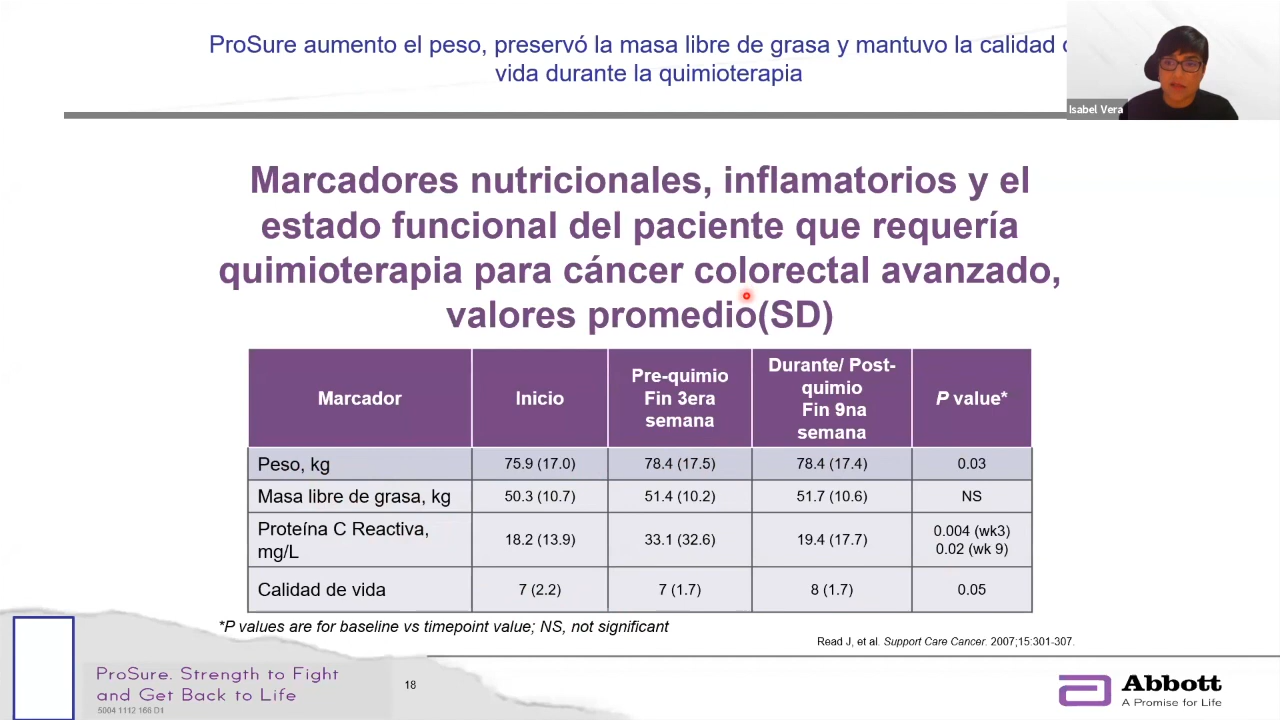 ProSure aumento el peso, preservó la masa libre de grasa y mantuvo la calidad
vida durante la quimioterapia
Isabel Vera
Marcadores nutricionales, inflamatorios y el
estado funcional del paciente que requería
quimioterapia para cáncer colorectal avanzado,
valores promedio(SD)
Marcador
Inicio
Pre-quimio
Fin 3era
semana
Durante/ Post-
quimio
Fin 9na
semana
P value*
Peso, kg
75.9 (17.0)
78.4 (17.5)
78.4 (17.4)
0.03
Masa libre de grasa, kg
50.3 (10.7)
51.4 (10.2)
51.7 (10.6)
NS
Proteína C Reactiva,
mg/L
18.2 (13.9)
33.1 (32.6)
19.4 (17.7)
0.004 (wk3)
0.02 (wk 9)
Calidad de vida
7 (2.2)
7 (1.7)
8 (1.7)
0.05
*P values are for baseline vs timepoint value; NS, not significant
Read J, et al. Support Care Cancer. 2007;15:301-307.
ProSure. Strength to Fight
and Get Back to Life
5004 1112 166 D1
18
Abbott
A Promise for Life